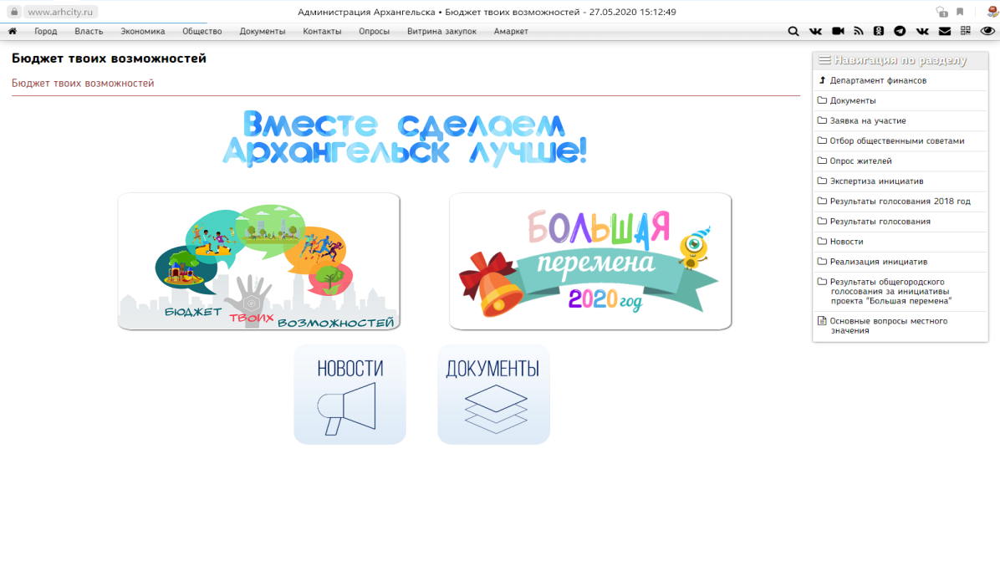 www.arhcity.ru
Администрация Архангельска • Бюджет твоих возможностей - 27.05.2020 15:12:49
1
Город Власть Экономика Общество Документы Контакты Опросы Витрина закупок Амаркет
Бюджет твоих возможностей
Бюджет твоих возможностей
Вместе сделаем
Архангельск лучше!
БЮДЖЕТ ТВОИХ ВОЗМОЖНОСТЕЙ
БОЛЬШАЯ
перемена
2020 год
НОВОСТИ
ДОКУМЕНТЫ
Навигация по разделу
Департамент финансов
Документы
Заявка на участие
Отбор общественными советами
Опрос жителей
Экспертиза инициатив
Результаты голосования 2018 год
Результаты голосования
Новости
Реализация инициатив
Результаты общегородского
голосования за инициативы
проекта "Большая перемена"
Основные вопросы местного
значения